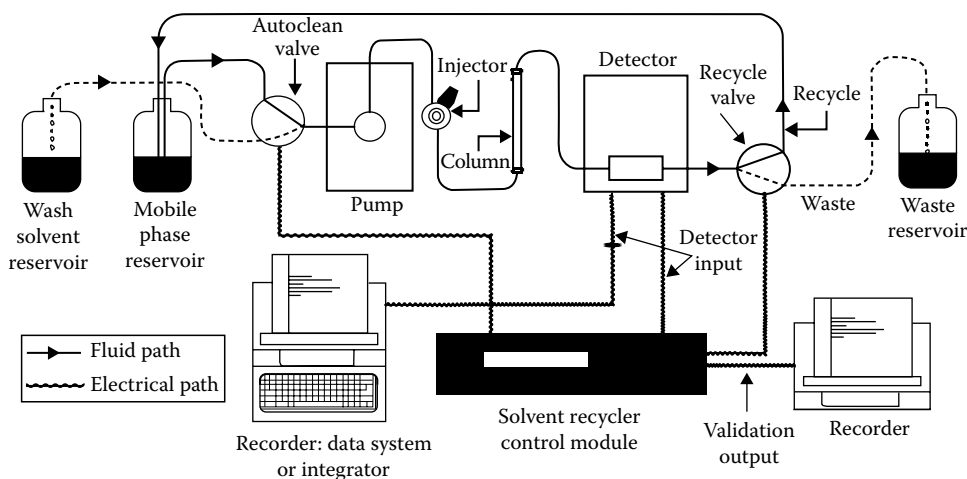 Autoclean
valve
Injector
Detector
Recycle
valve
Recycle
Column
Wash
solvent
reservoir
Mobile
phase
reservoir
Pump
Waste
Waste
reservoir
Detector
input
Fluid path
Electrical path
Recorder: data system
or integrator
Solvent recycler
control module
Validation
output
Recorder